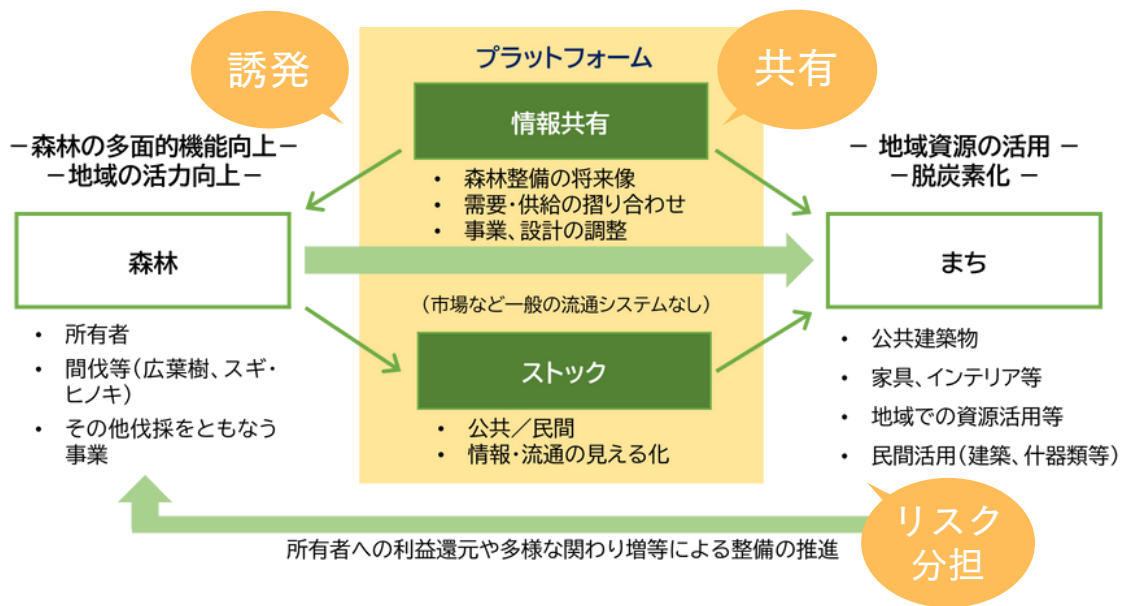 誘発
プラットフォーム
共有
情報共有
・ 森林整備の将来像
・ 需要・供給の摺り合わせ
・ 事業、設計の調整
－森林の多面的機能向上－
－地域の活力向上－
森林
・ 所有者
・ 間伐等（広葉樹、スギ・
ヒノキ）
・ その他伐採をともなう
事業
（市場など一般の流通システムなし）
ストック
・ 公共／民間
・ 情報・流通の見える化
－ 地域資源の活用 －
－脱炭素化 －
まち
・ 公共建築物
・ 家具、インテリア等
・ 地域での資源活用等
・ 民間活用（建築、什器類等）
リスク
分担
所有者への利益還元や多様な関わり増等による整備の推進